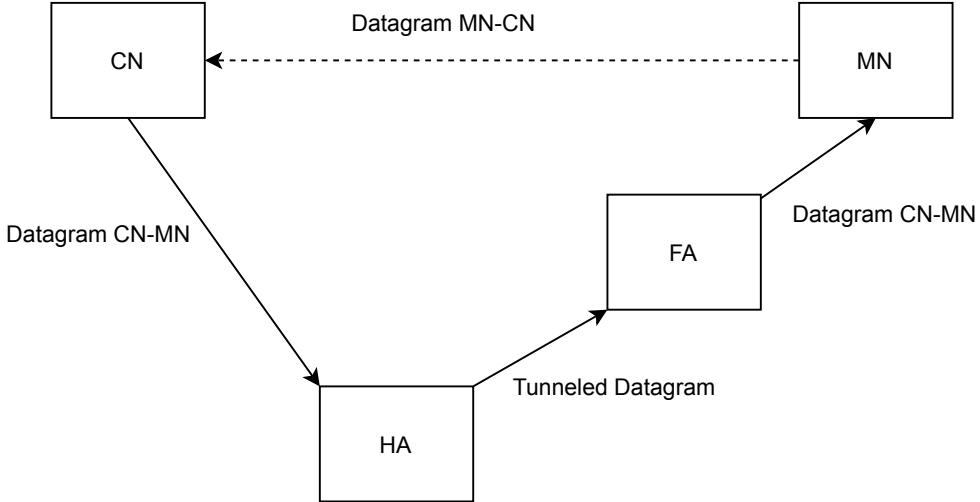 Datagram MN-CN
CN
MN
Datagram CN-MN
Datagram CN-MN
FA
Tunneled Datagram
HA